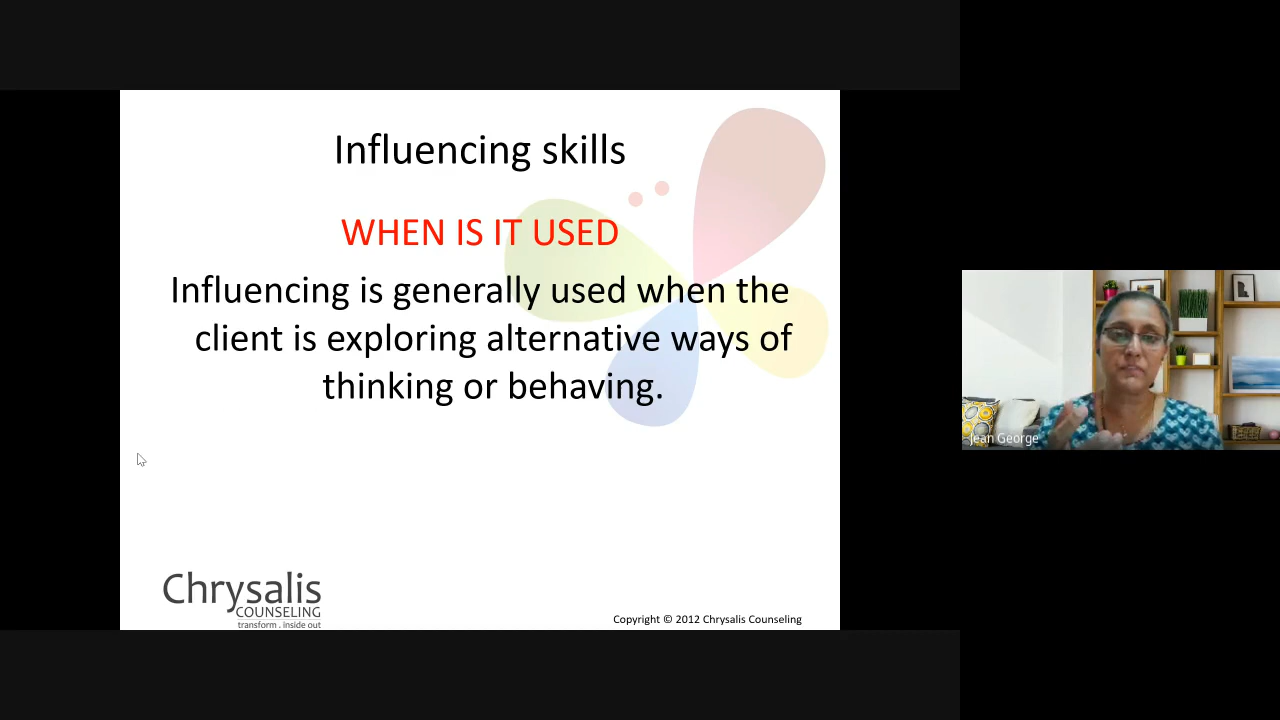 Influencing skills
WHEN IS IT USED
Influencing is generally used when the
client is exploring alternative ways of
thinking or behaving.
Chrysalis
COUNSELING
transform . inside out
Copyright © 2012 Chrysalis Counseling
Jean George